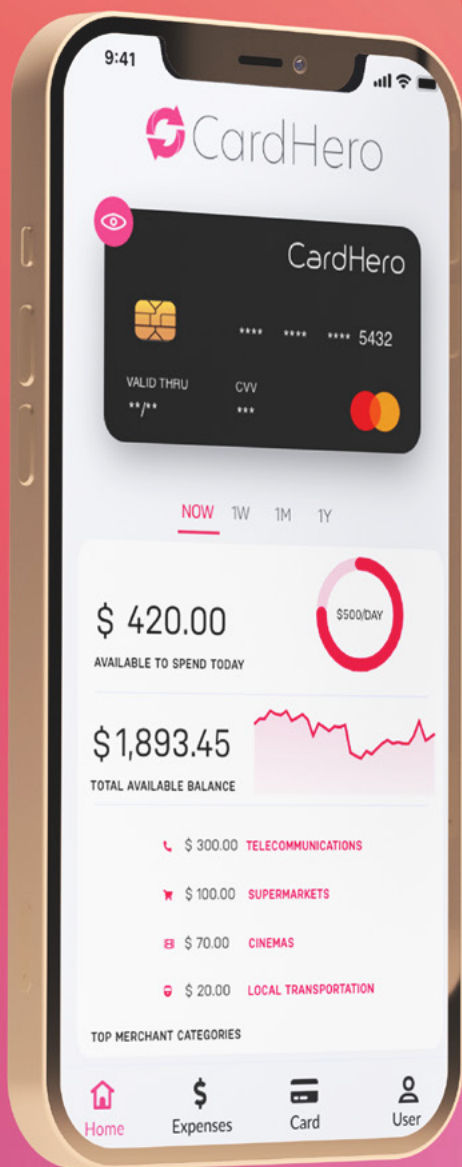 9:41
CardHero
CardHero
**** **** **** 5432
VALID THRU CVV
**/** ***
NOW 1W 1M 1Y
$ 420.00
$500/DAY
AVAILABLE TO SPEND TODAY
$1,893.45
TOTAL AVAILABLE BALANCE
$ 300.00 TELECOMMUNICATIONS
$ 100.00 SUPERMARKETS
$ 70.00 CINEMAS
$ 20.00 LOCAL TRANSPORTATION
TOP MERCHANT CATEGORIES
Home Expenses Card User